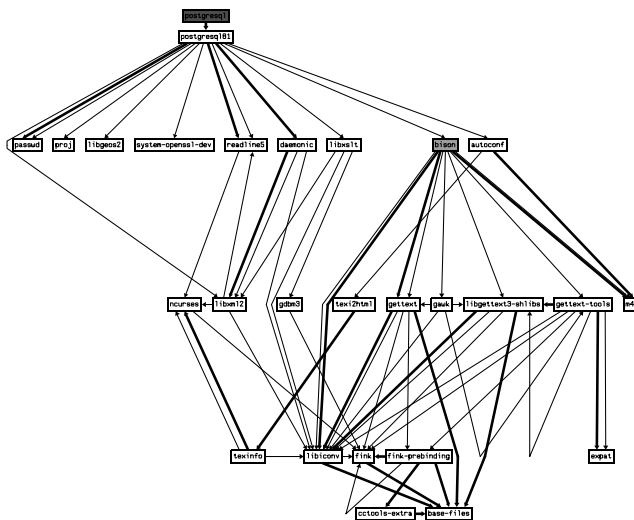 postgresql
postgresql81
passwd proj libgeos2 system-openssl-dev readline5 daemonic libxslt bison autoconf
ncurses libxml2 gdbm3 texi2html gettext gawk libgettext3-shlibs gettext-tools m4
texinfo libiconv fink fink-prebinding expat
cctools-extra base-files